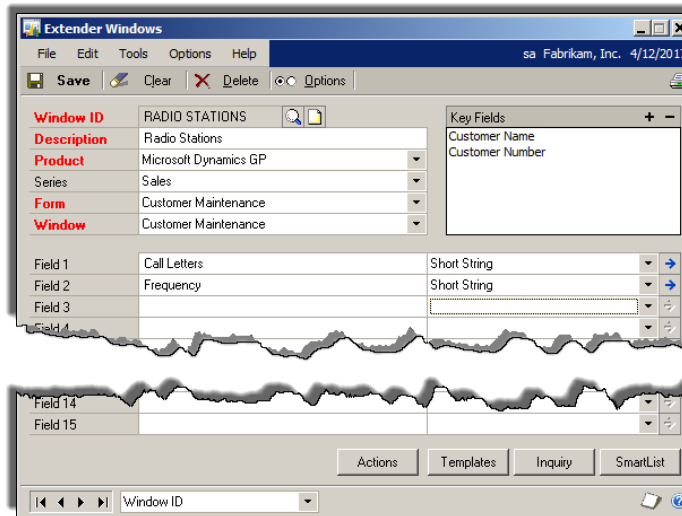 Extender Windows
File Edit Tools Options Help sa Fabrikam, Inc. 4/12/201
Save Clear Delete Options
Window ID RADIO STATIONS Key Fields
Description Radio Stations Customer Name
Product Microsoft Dynamics GP Customer Number
Series Sales
Form Customer Maintenance
Window Customer Maintenance
Field 1 Call Letters Short String
Field 2 Frequency Short String
Field 3
Field 4
Field 14
Field 15
Actions Templates Inquiry SmartList
Window ID